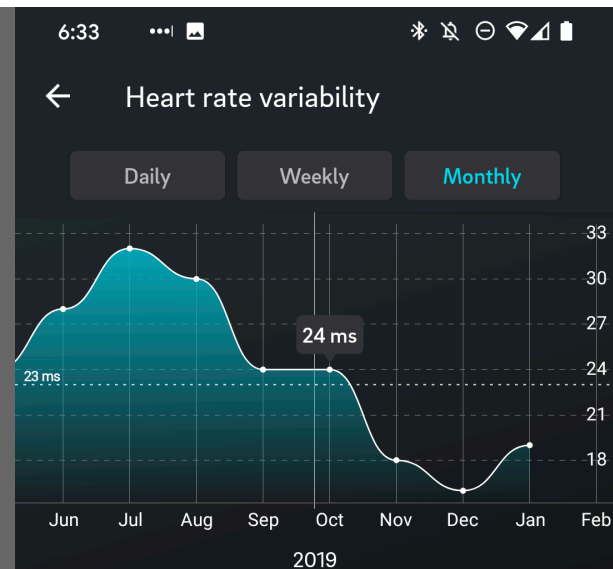 6:33
Heart rate variability
Daily Weekly Monthly
33
30
27
24 ms
24
23 ms
21
18
Jun Jul Aug Sep Oct Nov Dec Jan Feb
2019